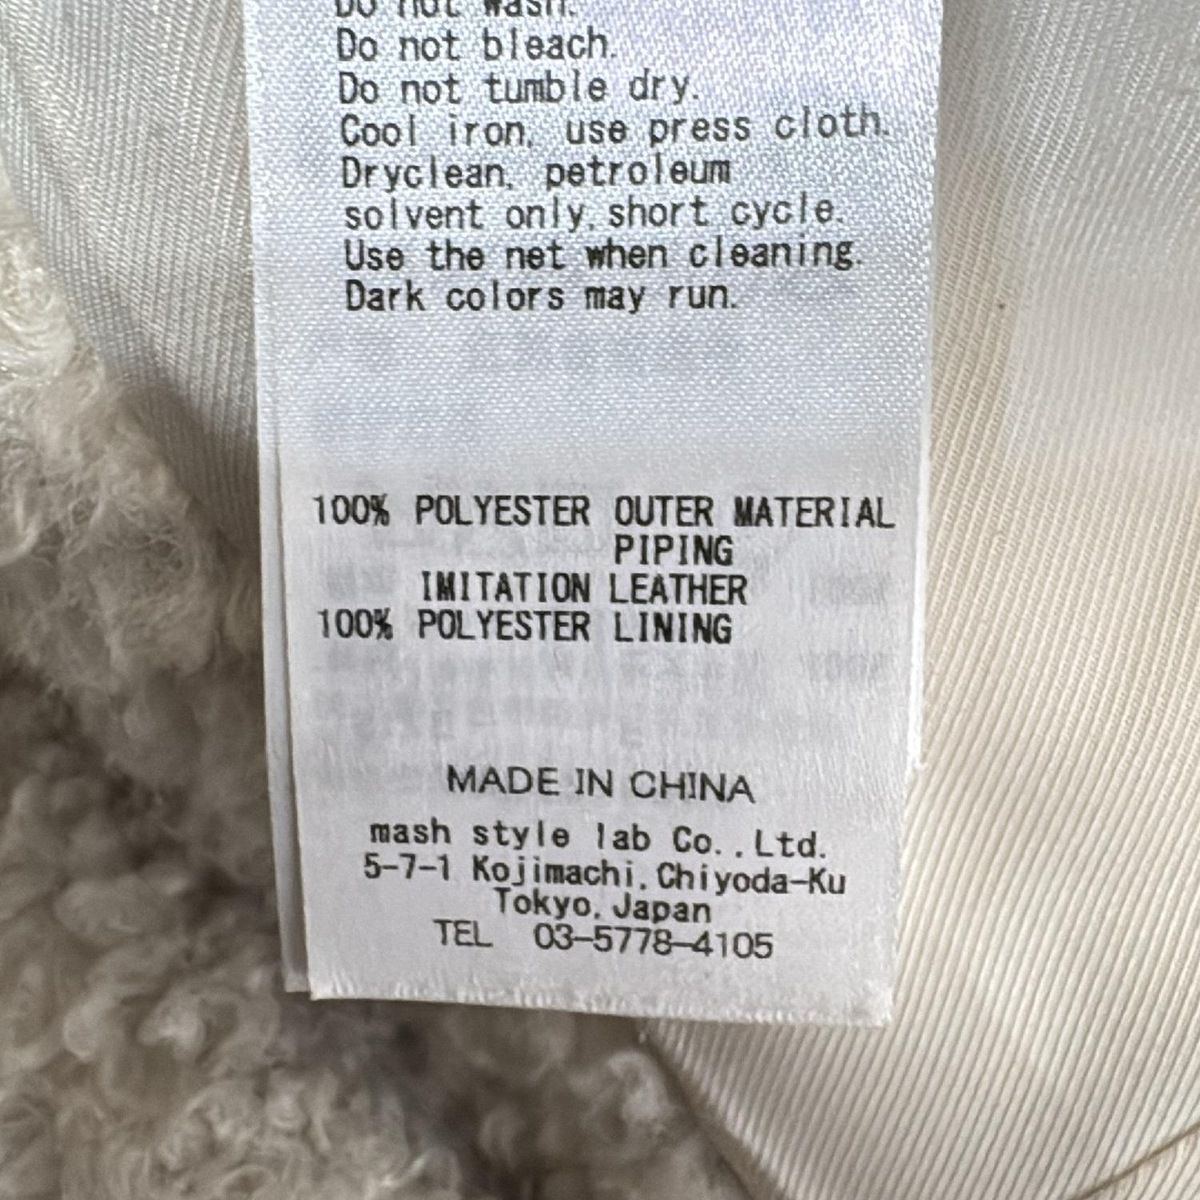 Do not wash.
Do not bleach.
Do not tumble dry.
Cool iron, use press cloth.
Dryclean, petroleum
solvent only, short cycle.
Use the net when cleaning.
Dark colors may run.
100% POLYESTER OUTER MATERIAL
PIPING
IMITATION LEATHER
100% POLYESTER LINING
MADE IN CHINA
mash style lab Co., Ltd.
5-7-1 Kojimachi, Chiyoda-Ku
Tokyo, Japan
TEL 03-5778-4105